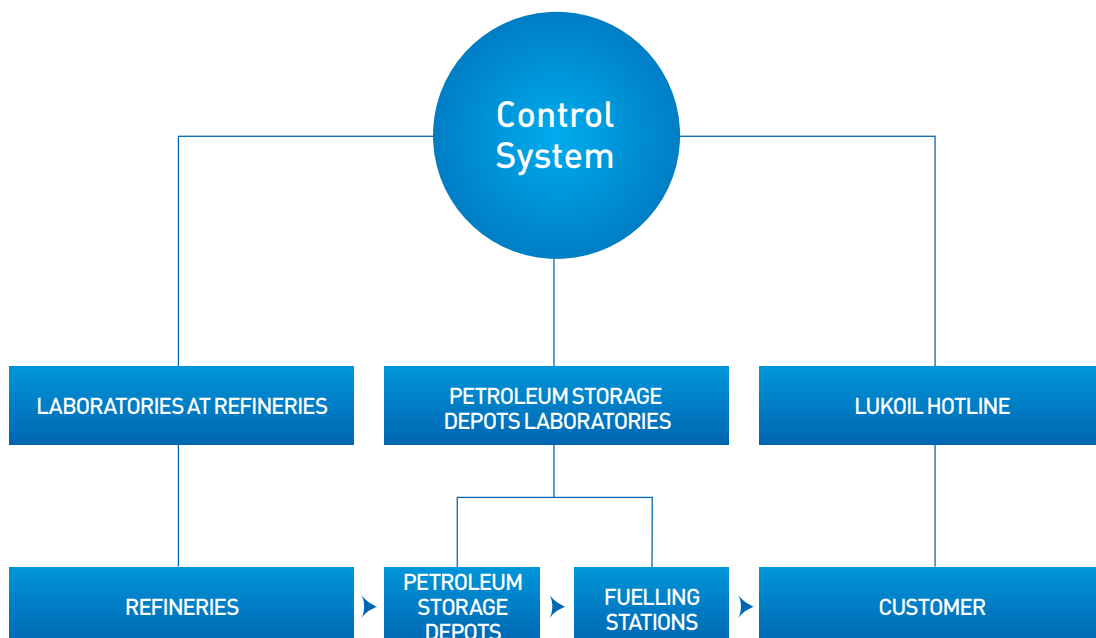 Control
System
LABORATORIES AT REFINERIES
PETROLEUM STORAGE
DEPOTS LABORATORIES
LUKOIL HOTLINE
REFINERIES
PETROLEUM
STORAGE
DEPOTS
FUELLING
STATIONS
CUSTOMER